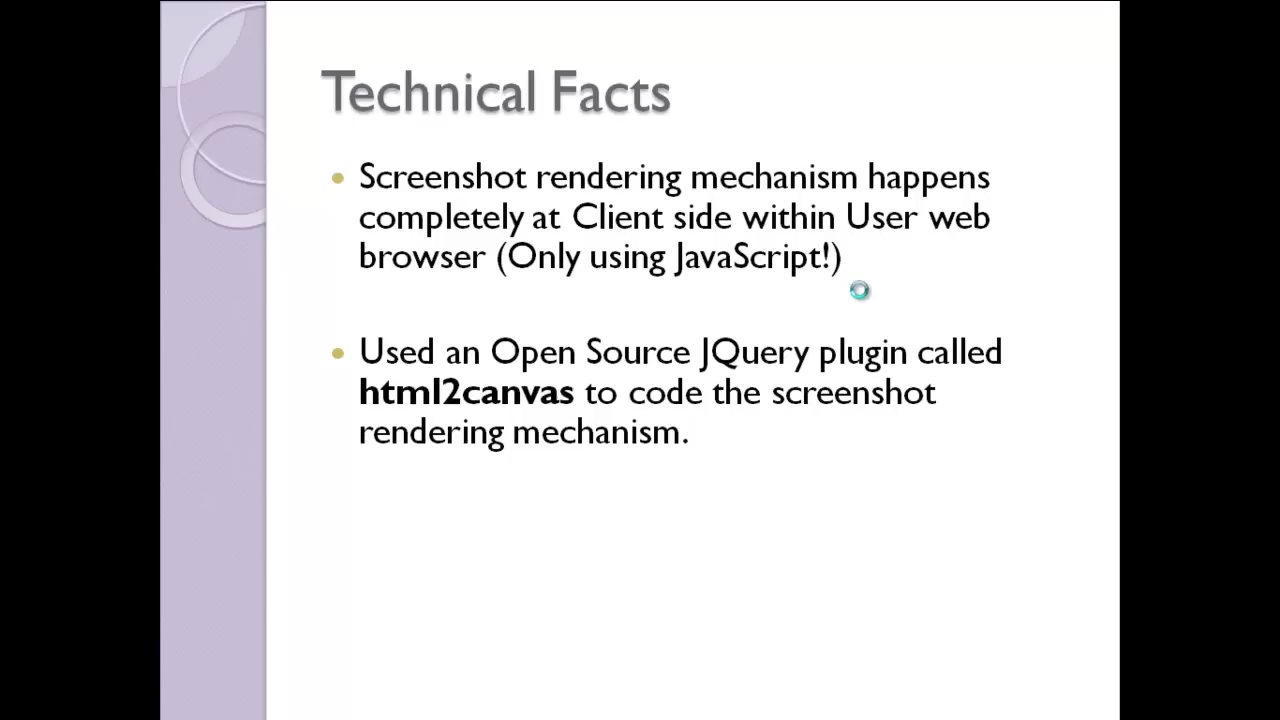 Technical Facts
Screenshot rendering mechanism happens
completely at Client side within User web
browser (Only using JavaScript!)
Used an Open Source JQuery plugin called
html2canvas to code the screenshot
rendering mechanism.